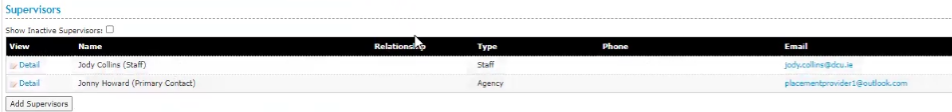 Supervisors
Show Inactive Supervisors:
View Name Relationship Type Phone Email
Detail Jody Collins (Staff) Staff jody.collins@dcu.ie
Detail Jonny Howard (Primary Contact) Agency placementprovider1@outlook.com
Add Supervisors